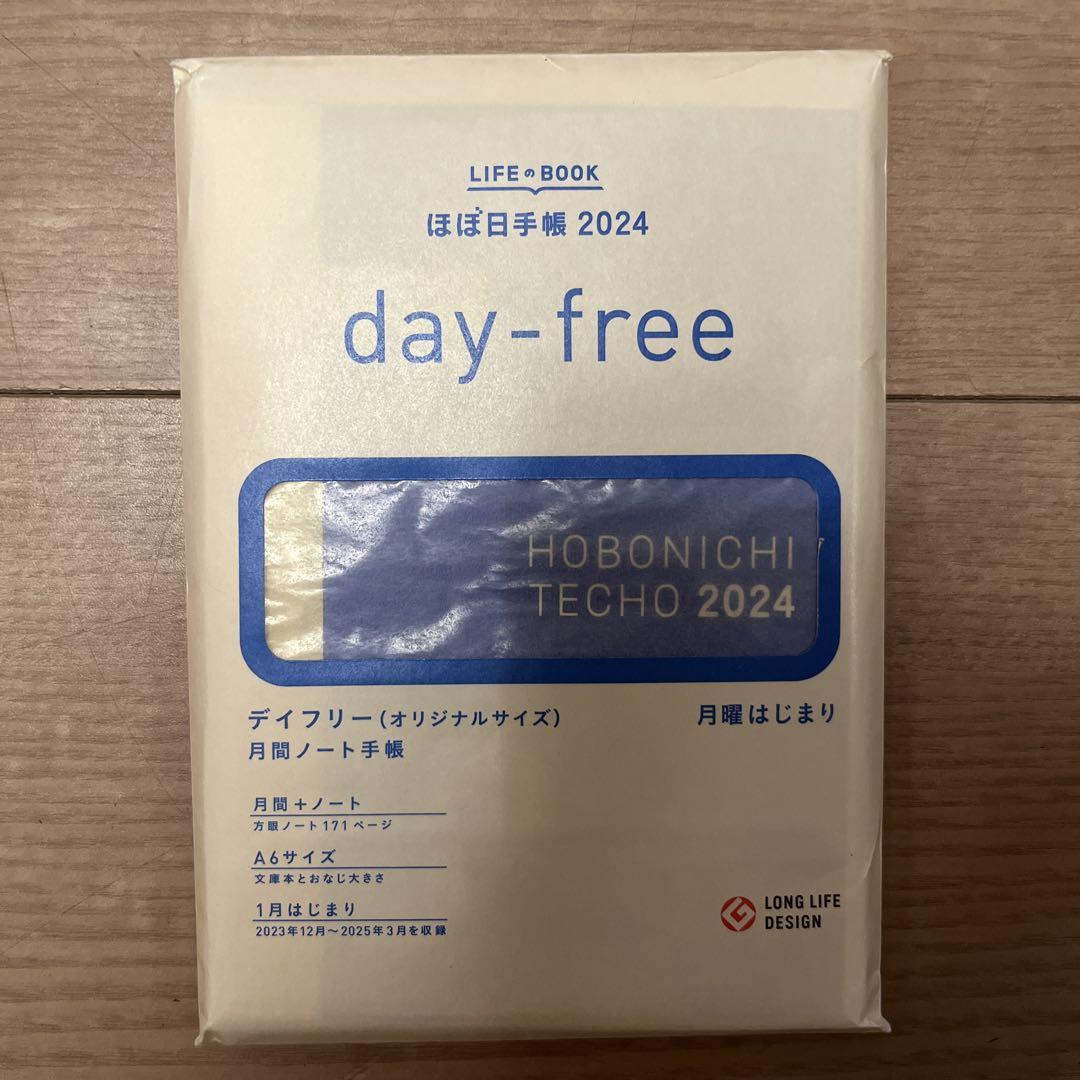 LIFEのBOOK
ほぼ日手帳 2024
day-free
HOBONICHI
TECHO 2024
デイフリー(オリジナルサイズ)
月間ノート手帳
月曜はじまり
月間+ノート
方眼ノート171ページ
A6サイズ
文庫本とおなじ大きさ
1月はじまり
2023年12月〜2025年3月を収録
LONG LIFE
DESIGN